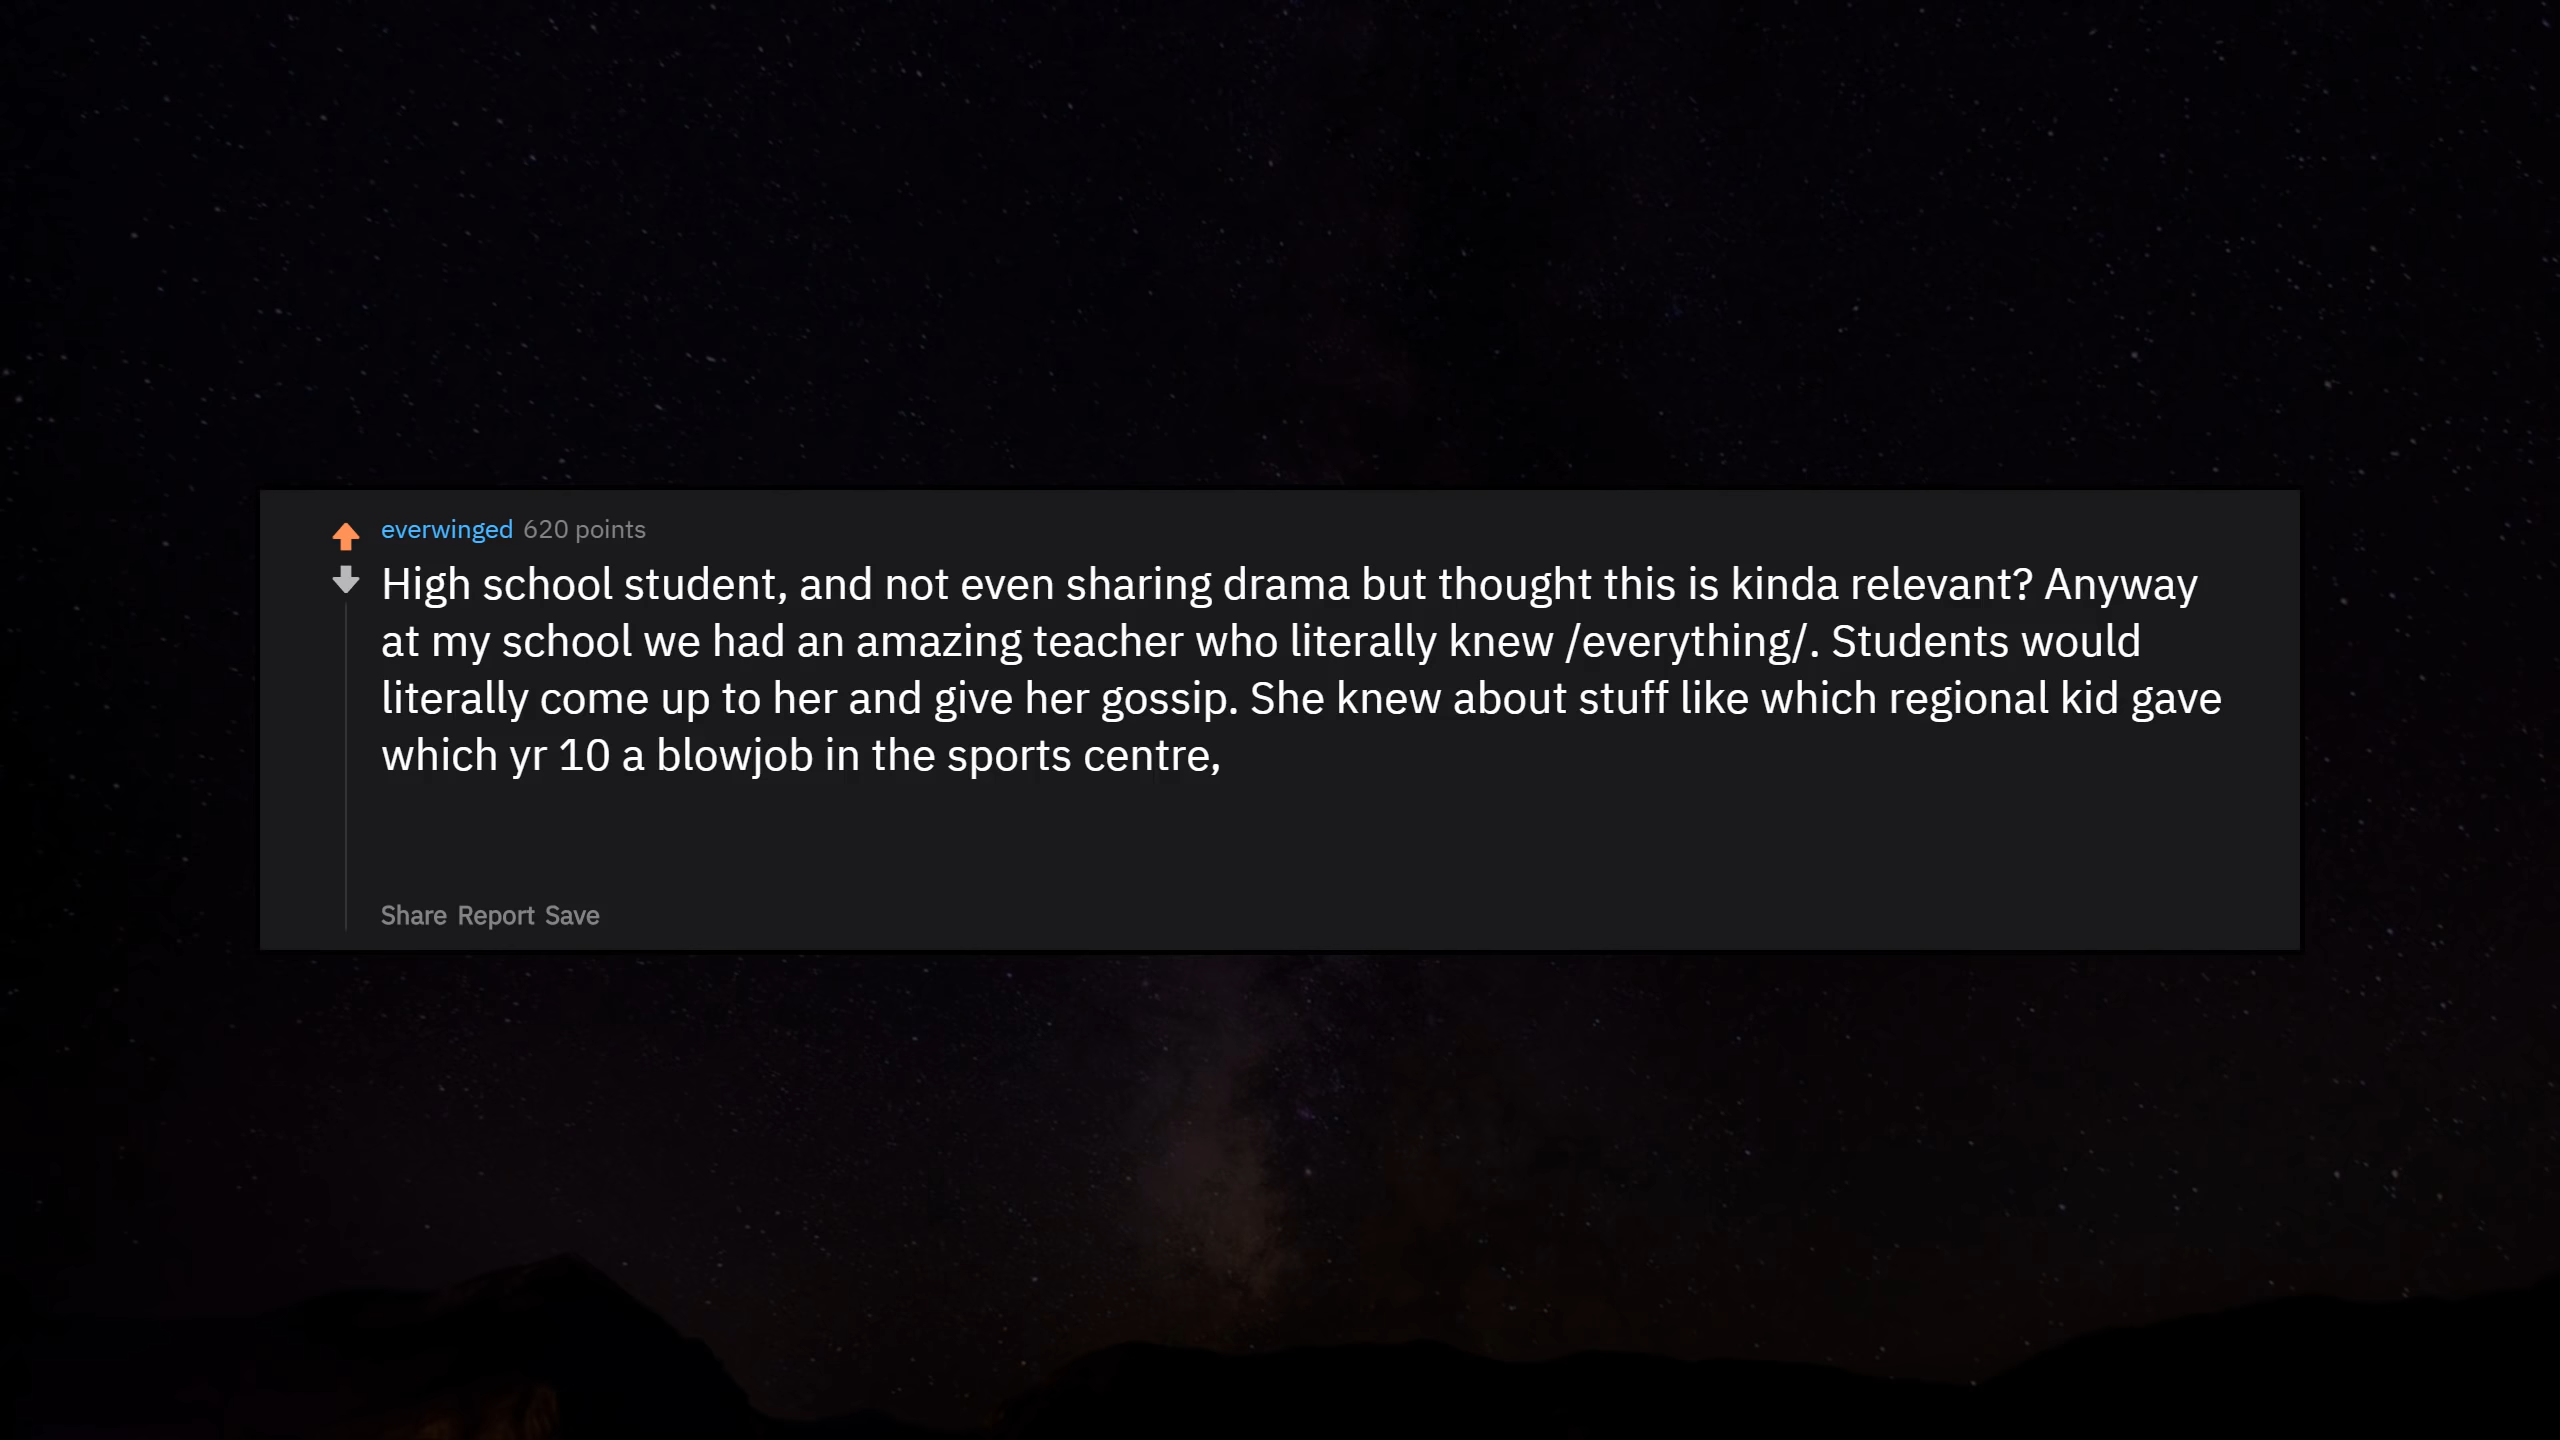 everwinged 620 points
High school student, and not even sharing drama but thought this is kinda relevant? Anyway
at my school we had an amazing teacher who literally knew /everything/. Students would
literally come up to her and give her gossip. She knew about stuff like which regional kid gave
which yr 10 a blowjob in the sports centre,
Share Report Save